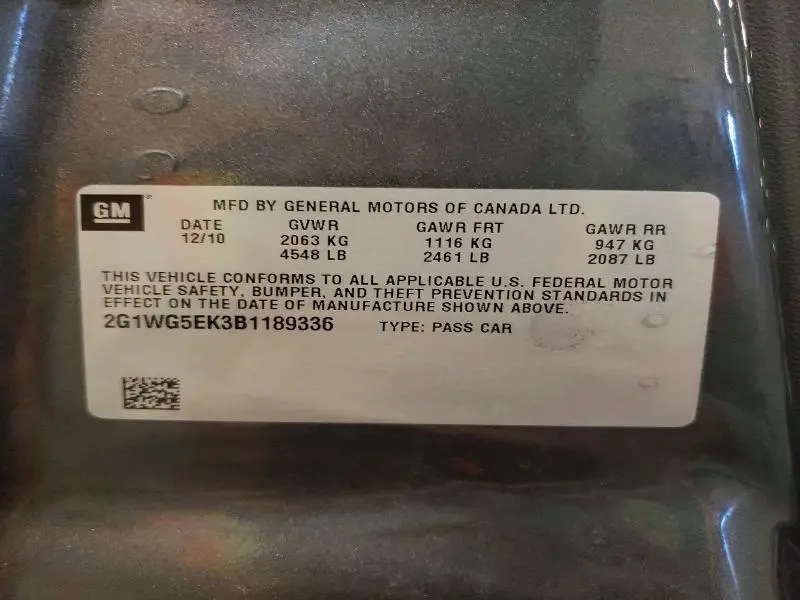 GM®
MFD BY GENERAL MOTORS OF CANADA LTD.
DATE GVWR GAWR FRT GAWR RR
12/10 2063 KG 1116 KG 947 KG
4548 LB 2461 LB 2087 LB
THIS VEHICLE CONFORMS TO ALL APPLICABLE U.S. FEDERAL MOTOR
VEHICLE SAFETY, BUMPER, AND THEFT PREVENTION STANDARDS IN
EFFECT ON THE DATE OF MANUFACTURE SHOWN ABOVE.
2G1WG5EK3B1189336 TYPE: PASS CAR